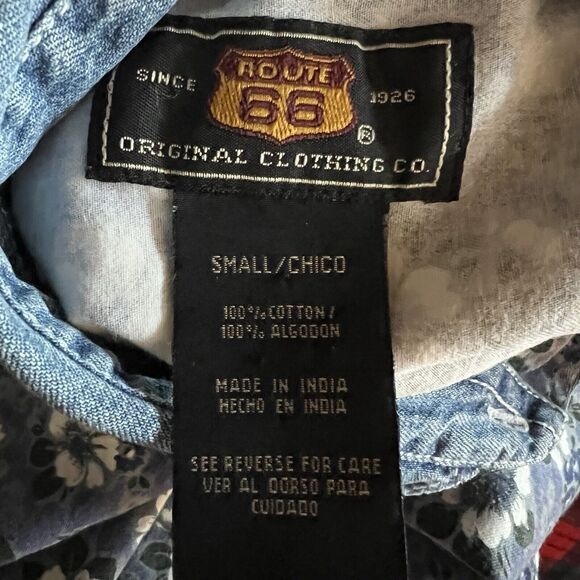 ROUTE
SINCE 66 1926
®
ORIGINAL CLOTHING CO.
SMALL/CHICO
100% COTTON/
100% ALGODON
MADE IN INDIA
HECHO EN INDIA
SEE REVERSE FOR CARE
VER AL DORSO PARA
CUIDADO